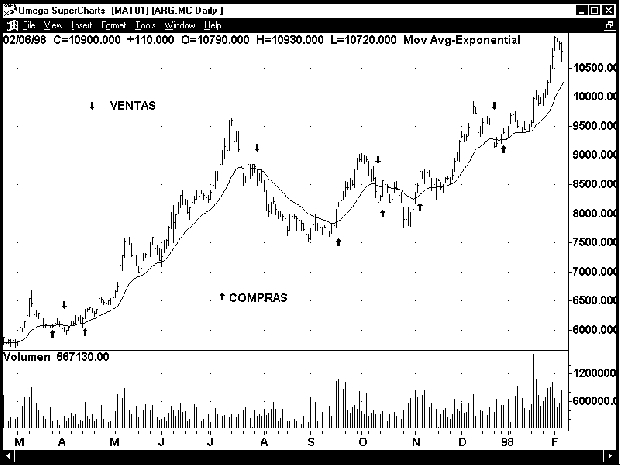 Omega SuperCharts - [MAT01] [ARG.MC Daily ]
File View Insert Format Tools Window Help
02/06/98 C=10900.000 +110.000 O=10790.000 H=10930.000 L=10720.000 Mov Avg-Exponential
10500.000
10000.000
VENTAS
9500.000
9000.000
8500.000
8000.000
7500.000
7000.000
COMPRAS
6500.000
6000.000
Volumen 667130.00
1200000
600000.
M A M J J A S O N D 98 F